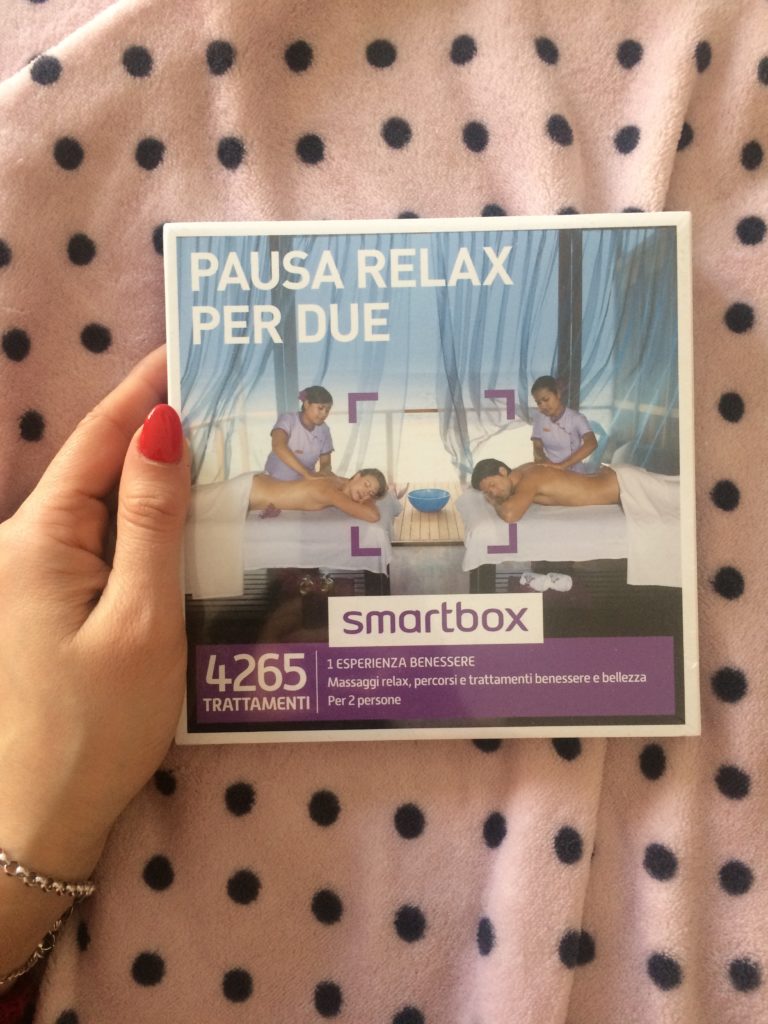 PAUSA RELAX
PER DUE
smartbox
4265
TRATTAMENTI
1 ESPERIENZA BENESSERE
Massaggi relax, percorsi e trattamenti benessere e bellezza
Per 2 persone